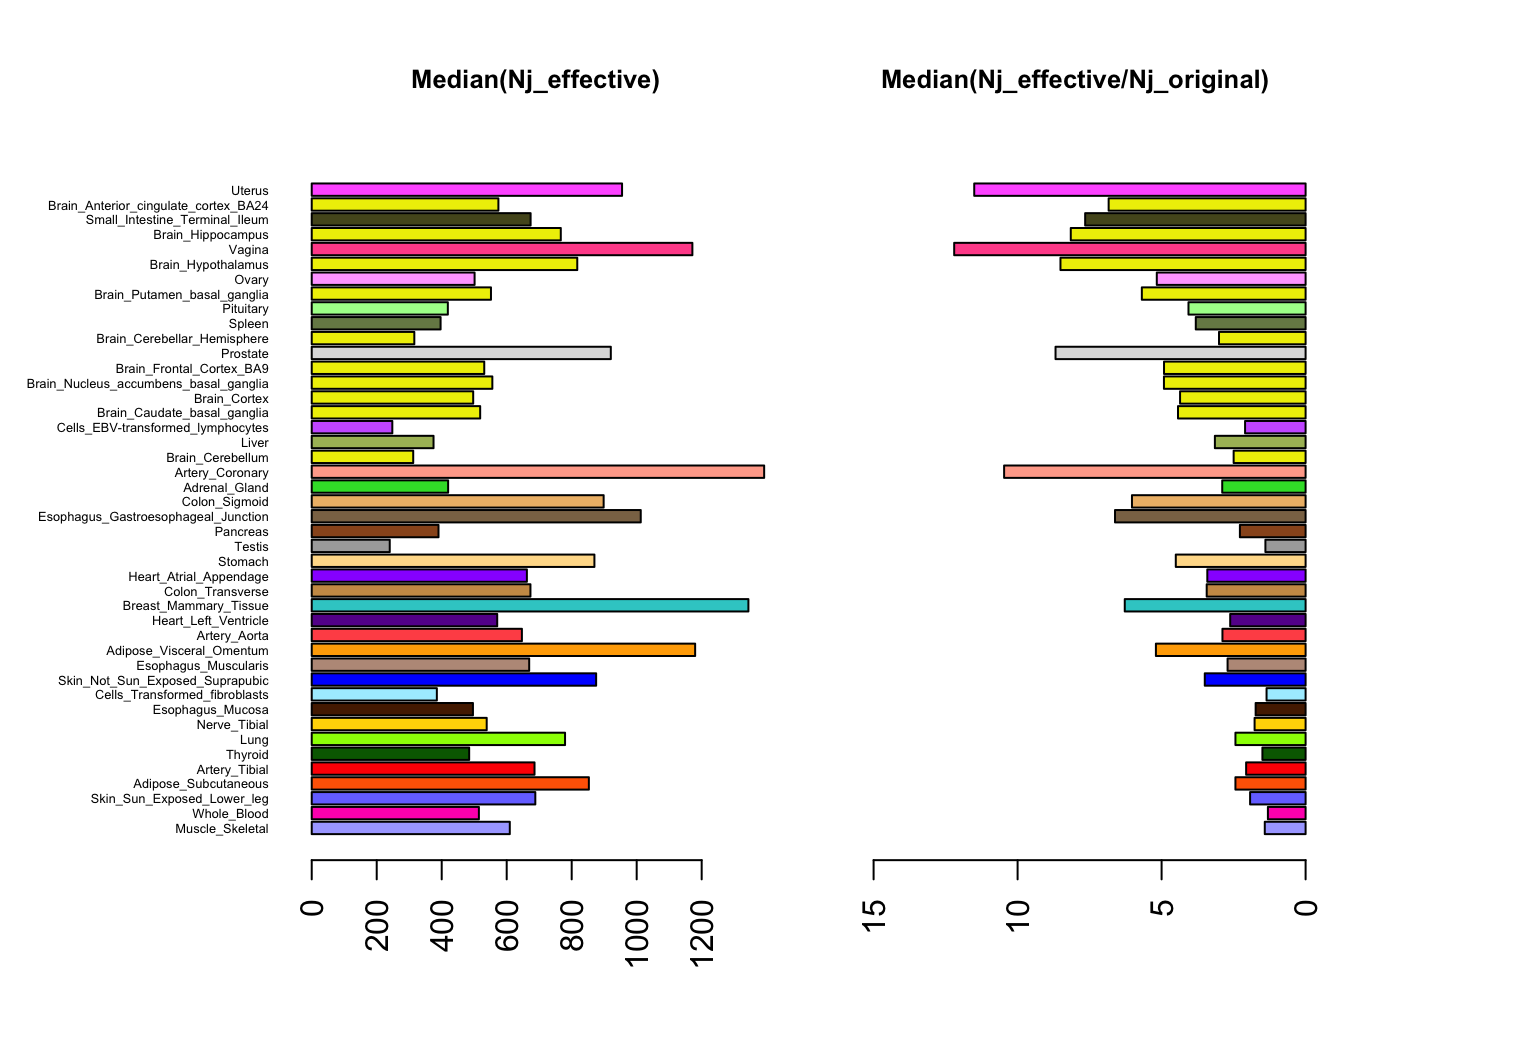 Median(Nj_effective)
Median(Nj_effective/Nj_original)
Uterus
Brain_Anterior_cingulate_cortex_BA24
Small_Intestine_Terminal_Ileum
Brain_Hippocampus
Vagina
Brain_Hypothalamus
Ovary
Brain_Putamen_basal_ganglia
Pituitary
Spleen
Brain_Cerebellar_Hemisphere
Prostate
Brain_Frontal_Cortex_BA9
Brain_Nucleus_accumbens_basal_ganglia
Brain_Cortex
Brain_Caudate_basal_ganglia
Cells_EBV-transformed_lymphocytes
Liver
Brain_Cerebellum
Artery_Coronary
Adrenal_Gland
Colon_Sigmoid
Esophagus_Gastroesophageal_Junction
Pancreas
Testis
Stomach
Heart_Atrial_Appendage
Colon_Transverse
Breast_Mammary_Tissue
Heart_Left_Ventricle
Artery_Aorta
Adipose_Visceral_Omentum
Esophagus_Muscularis
Skin_Not_Sun_Exposed_Suprapubic
Cells_Transformed_fibroblasts
Esophagus_Mucosa
Nerve_Tibial
Lung
Thyroid
Artery_Tibial
Adipose_Subcutaneous
Skin_Sun_Exposed_Lower_leg
Whole_Blood
Muscle_Skeletal
0
200
400
600
800
1000
1200
15
10
5
0